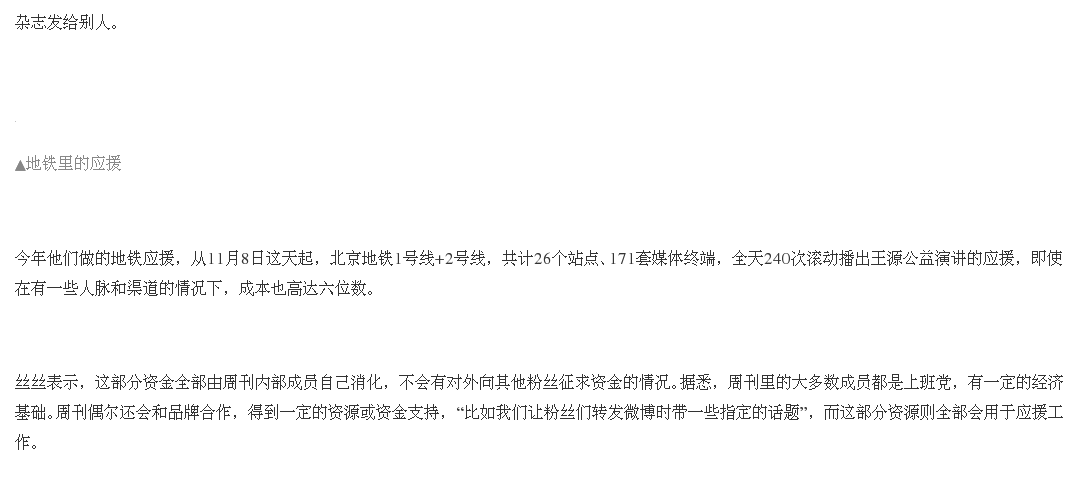 杂志发给别人。
▲地铁里的应援
今年他们做的地铁应援，从11月8日这天起，北京地铁1号线+2号线，共计26个站点、171套媒体终端，全天240次滚动播出王源公益演讲的应援，即使
在有一些人脉和渠道的情况下，成本也高达六位数。
丝丝表示，这部分资金全部由周刊内部成员自己消化，不会有对外向其他粉丝征求资金的情况。据悉，周刊里的大多数成员都是上班党，有一定的经济
基础。周刊偶尔还会和品牌合作，得到一定的资源或资金支持，“比如我们让粉丝们转发微博时带一些指定的话题”，而这部分资源则全部会用于应援工
作。